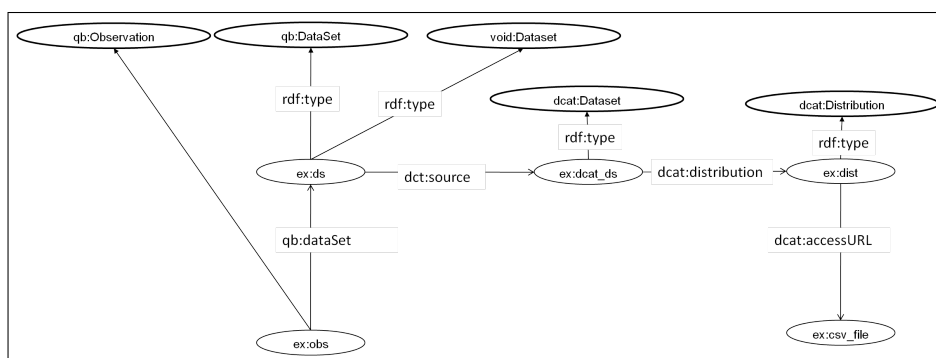 qb:Observation
qb:DataSet
void:Dataset
rdf:type
rdf:type
dcat:Dataset
dcat:Distribution
rdf:type
rdf:type
ex:ds
dct:source
ex:dcat_ds
dcat:distribution
ex:dist
qb:dataSet
dcat:accessURL
ex:obs
ex:csv_file